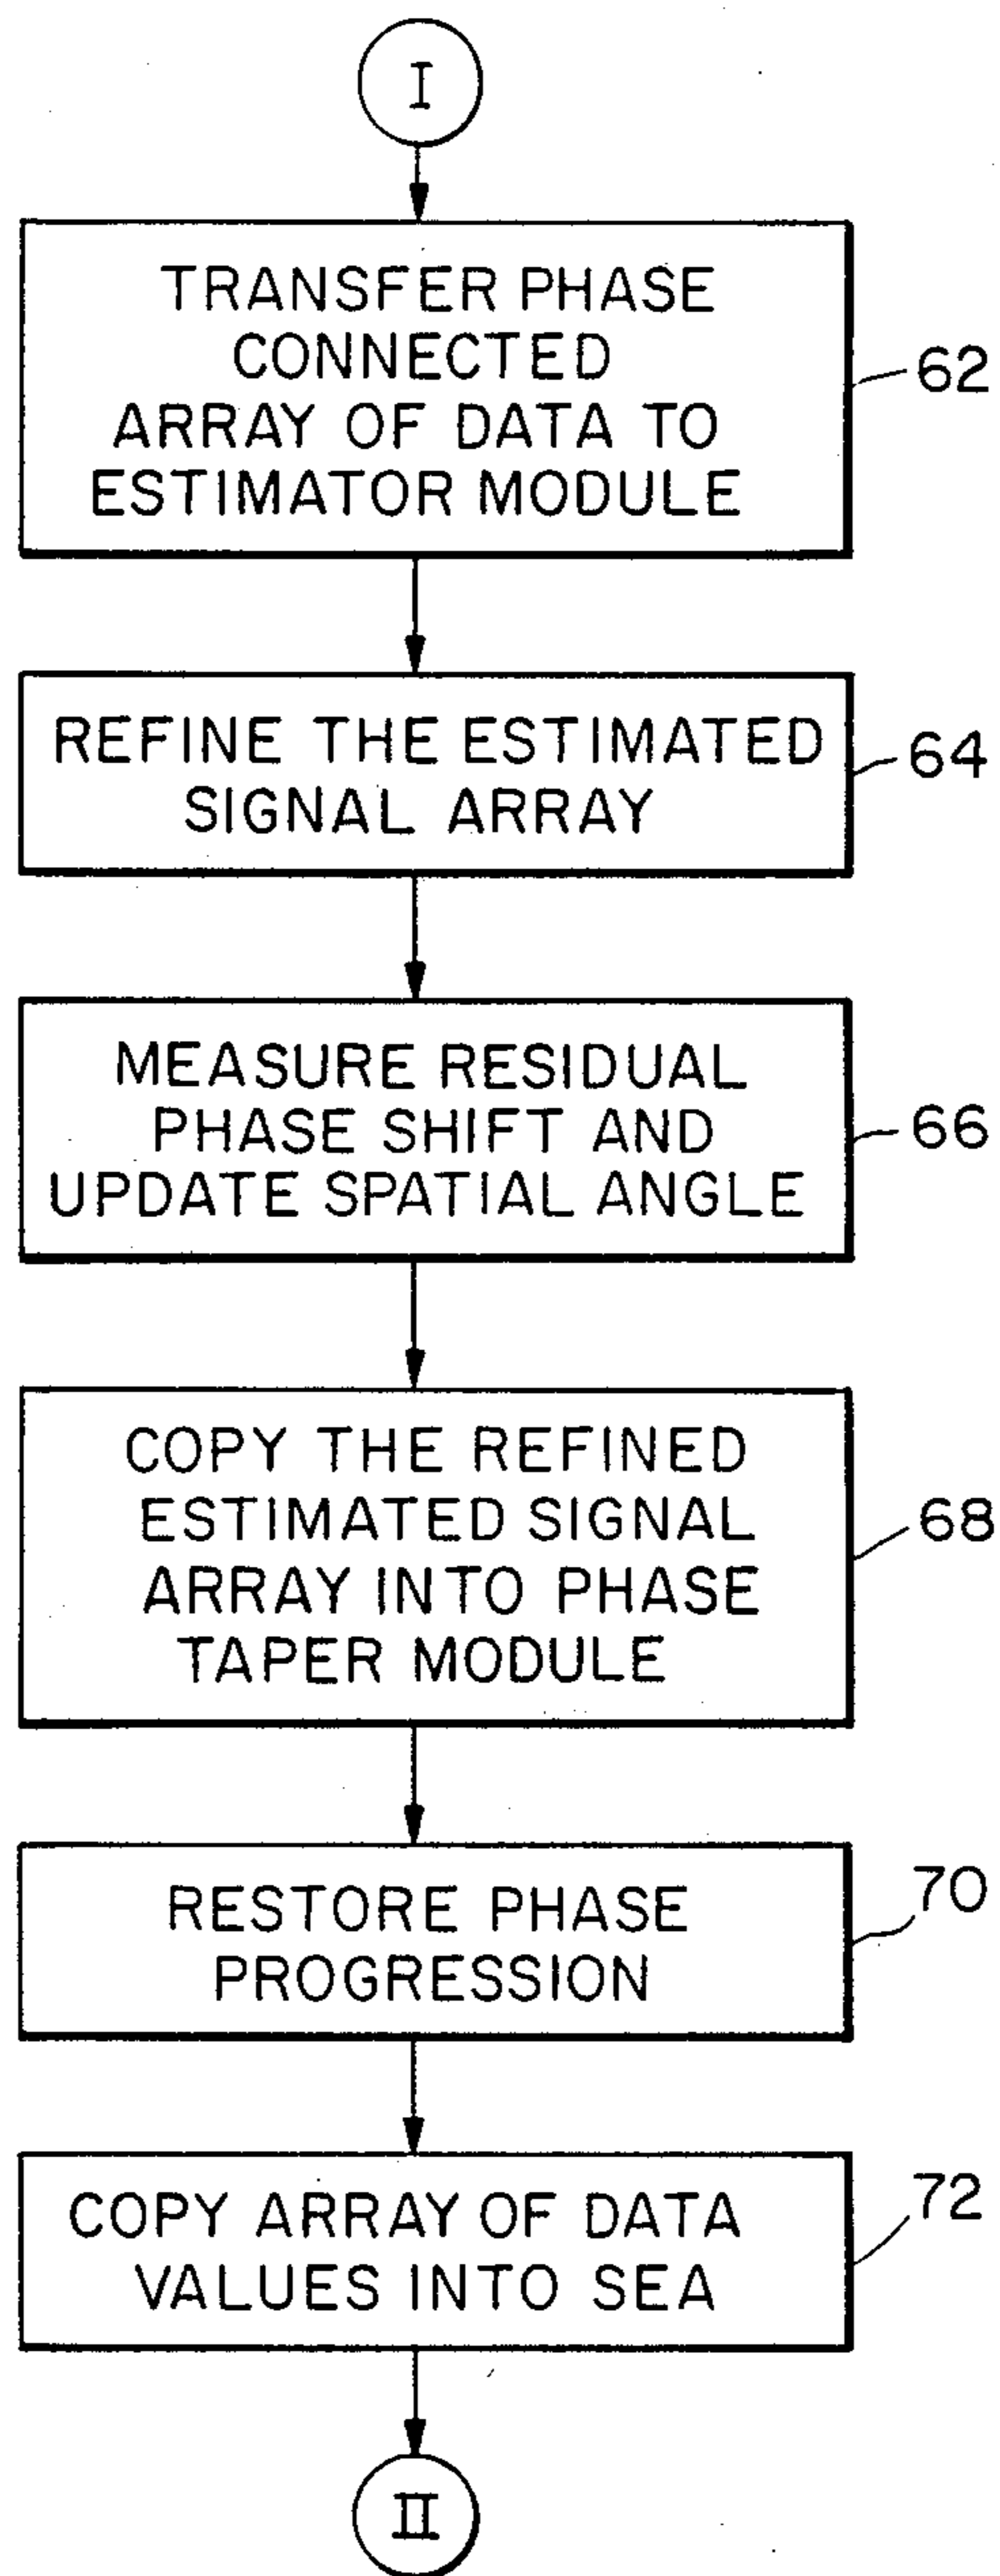 I
TRANSFER PHASE
CONNECTED
ARRAY OF DATA TO
ESTIMATOR MODULE
62
REFINE THE ESTIMATED
SIGNAL ARRAY
64
MEASURE RESIDUAL
PHASE SHIFT AND
UPDATE SPATIAL ANGLE
66
COPY THE REFINED
ESTIMATED SIGNAL
ARRAY INTO PHASE
TAPER MODULE
68
RESTORE PHASE
PROGRESSION
70
COPY ARRAY OF DATA
VALUES INTO SEA
72
II